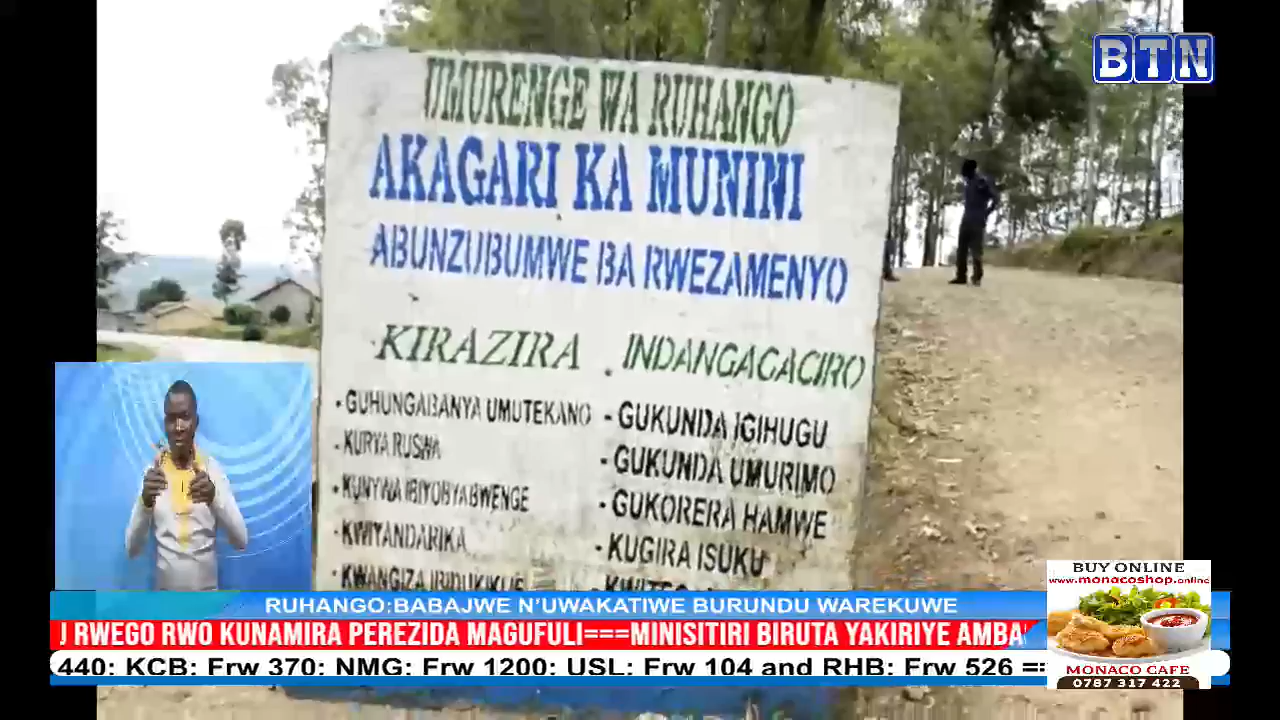 BTN
UMURENGE WA RUHANGO
AKAGARI KA MUNINI
ABUNZUBUMWE BA RWEZAMENYO
KIRAZIRA
- GUHUNGABANYA UMUTEKANO
- KURYA RUSWA
- KUNYWA IBIYOBYABWENGE
- KWIYANDARIKA
- KWANGIZA IBIDUKIKIJE
. INDANGAGACIRO
- GUKUNDA IGIHUGU
- GUKUNDA UMURIMO
- GUKORERA HAMWE
- KUGIRA ISUKU
RUHANGO:BABAJWE N'UWAKATIWE BURUNDU WAREKUWE
RWEGO RWO KUNAMIRA PEREZIDA MAGUFULI===MINISITIRI BIRUTA YAKIRIYE
440: KCB: Frw 370: NMG: Frw 1200: USL: Frw 104 and RHB: Frw 526 ==
BUY ONLINE
www.monacoshop.online
MONACO CAFE
0787 317 422